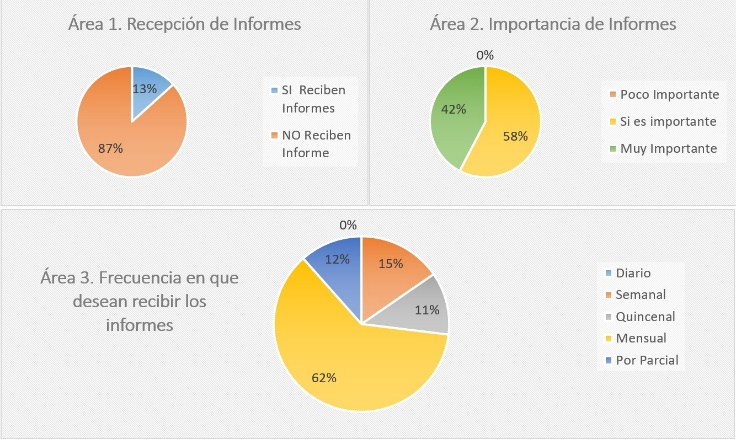 Área 1. Recepción de Informes
13%
87%
SI Reciben
Informes
NO Reciben
Informe
Área 2. Importancia de Informes
0%
42%
58%
Poco Importante
Si es importante
Muy Importante
Área 3. Frecuencia en que
desean recibir los
informes
0%
12%
15%
11%
62%
Diario
Semanal
Quincenal
Mensual
Por Parcial